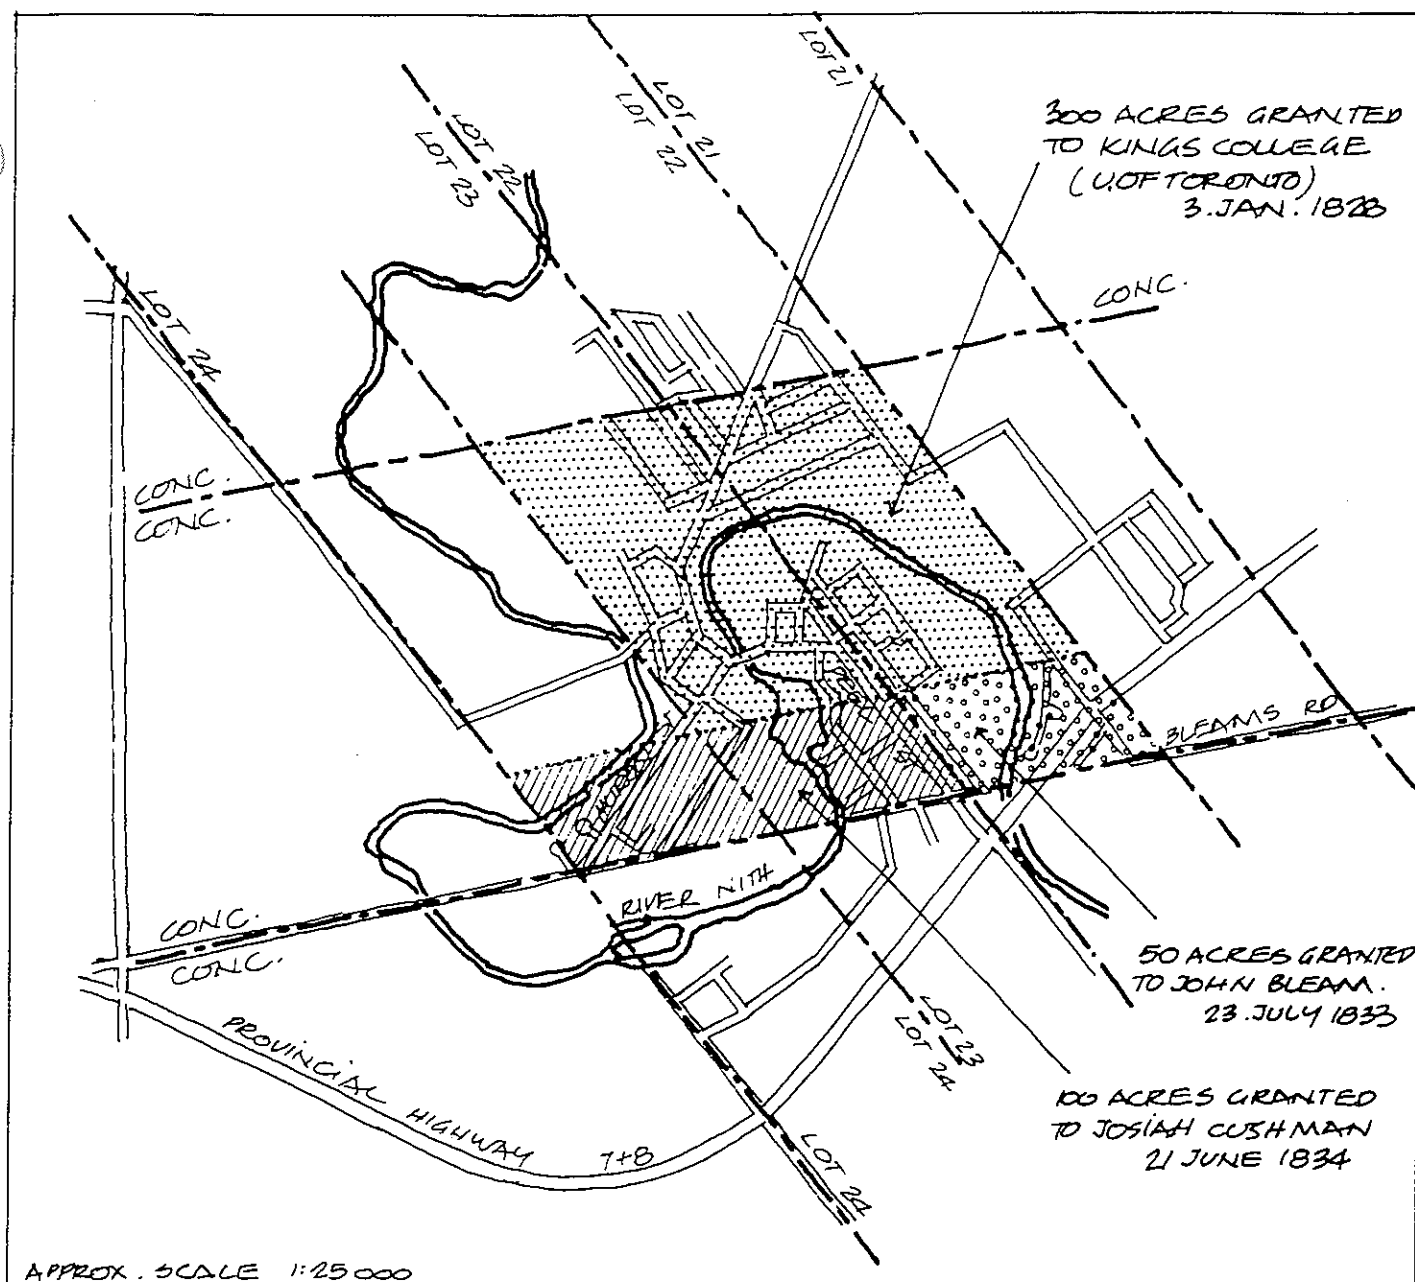 LOT 21
LOT 21
LOT 22
LOT 22
LOT 23
300 ACRES GRANTED
TO KINGS COLLEGE
(U.OF TORONTO)
3.JAN.1828
CONC.
LOT 24
CONC.
CONC.
BLEAMS RD
RIVER NITH
CONC.
CONC.
50 ACRES GRANTED
TO JOHN BLEAM.
23.JULY 1833
LOT 23
LOT 24
PROVINCIAL HIGHWAY 7+8
100 ACRES GRANTED
TO JOSIAH CUSHMAN
21 JUNE 1834
LOT 24
APPROX. SCALE 1:25000